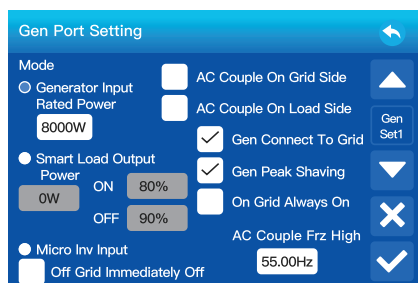 Gen Port Setting
Mode
Generator Input
Rated Power
8000W
Smart Load Output
Power
0W
ON
80%
OFF
90%
Micro Inv Input
Off Grid Immediately Off
AC Couple On Grid Side
AC Couple On Load Side
Gen Connect To Grid
Gen Peak Shaving
On Grid Always On
AC Couple Frz High
55.00Hz
Gen
Set1